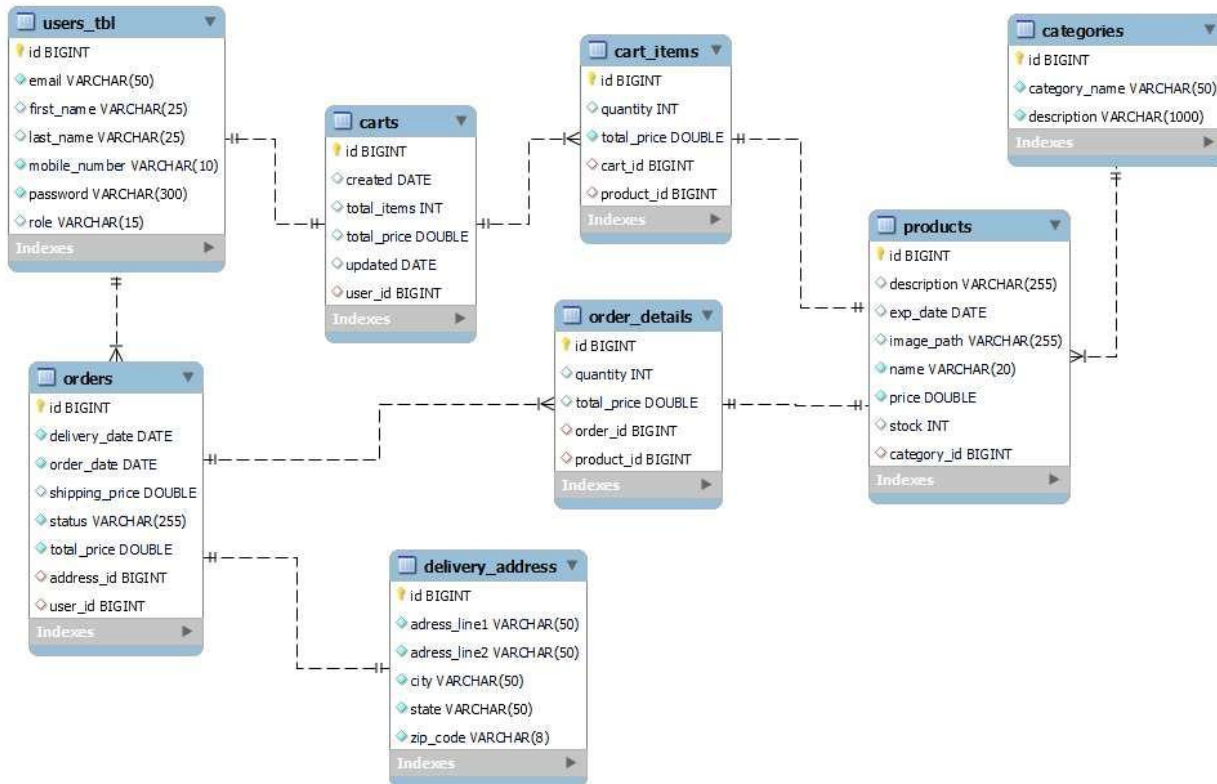 users_tbl
id BIGINT
email VARCHAR(50)
first_name VARCHAR(25)
last_name VARCHAR(25)
mobile_number VARCHAR(10)
password VARCHAR(300)
role VARCHAR(15)
Indexes
carts
id BIGINT
created DATE
total_items INT
total_price DOUBLE
updated DATE
user_id BIGINT
Indexes
cart_items
id BIGINT
quantity INT
total_price DOUBLE
cart_id BIGINT
product_id BIGINT
Indexes
categories
id BIGINT
category_name VARCHAR(50)
description VARCHAR(1000)
Indexes
products
id BIGINT
description VARCHAR(255)
exp_date DATE
image_path VARCHAR(255)
name VARCHAR(20)
price DOUBLE
stock INT
category_id BIGINT
Indexes
order_details
id BIGINT
quantity INT
total_price DOUBLE
order_id BIGINT
product_id BIGINT
Indexes
orders
id BIGINT
delivery_date DATE
order_date DATE
shipping_price DOUBLE
status VARCHAR(255)
total_price DOUBLE
address_id BIGINT
user_id BIGINT
Indexes
delivery_address
id BIGINT
adress_line1 VARCHAR(50)
adress_line2 VARCHAR(50)
city VARCHAR(50)
state VARCHAR(50)
zip_code VARCHAR(8)
Indexes